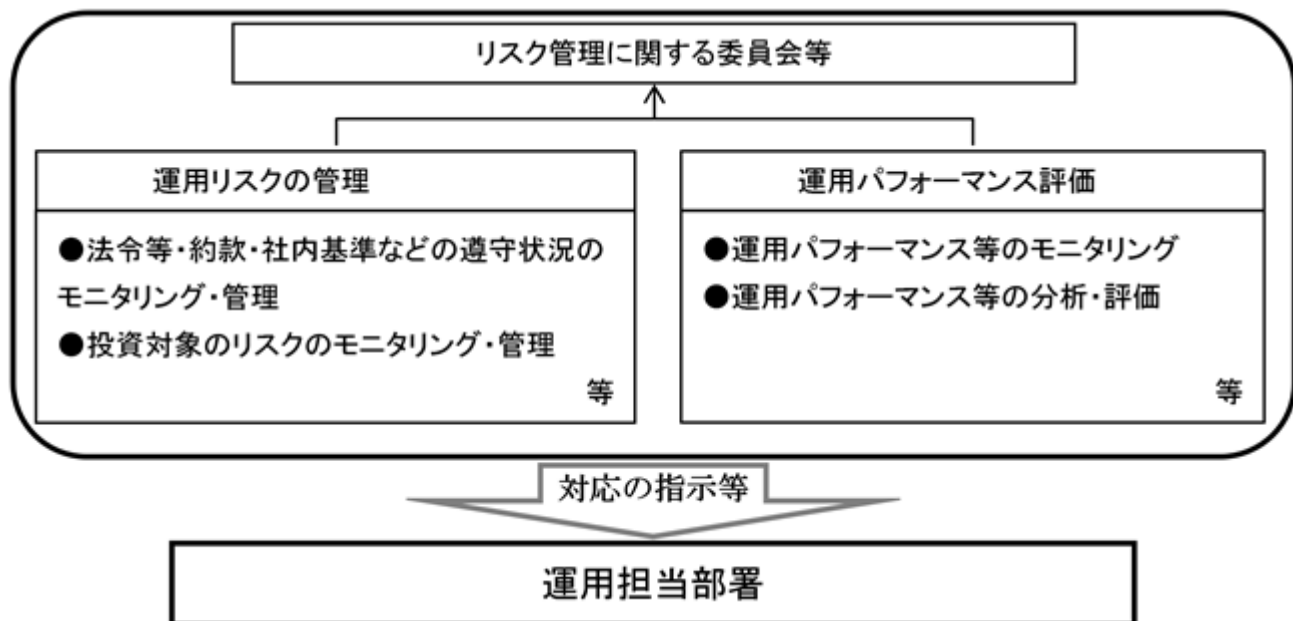 リスク管理に関する委員会等
運用リスクの管理
●法令等・約款・社内基準などの遵守状況の
モニタリング・管理
●投資対象のリスクのモニタリング・管理
等
運用パフォーマンス評価
●運用パフォーマンス等のモニタリング
●運用パフォーマンス等の分析・評価
等
対応の指示等
運用担当部署